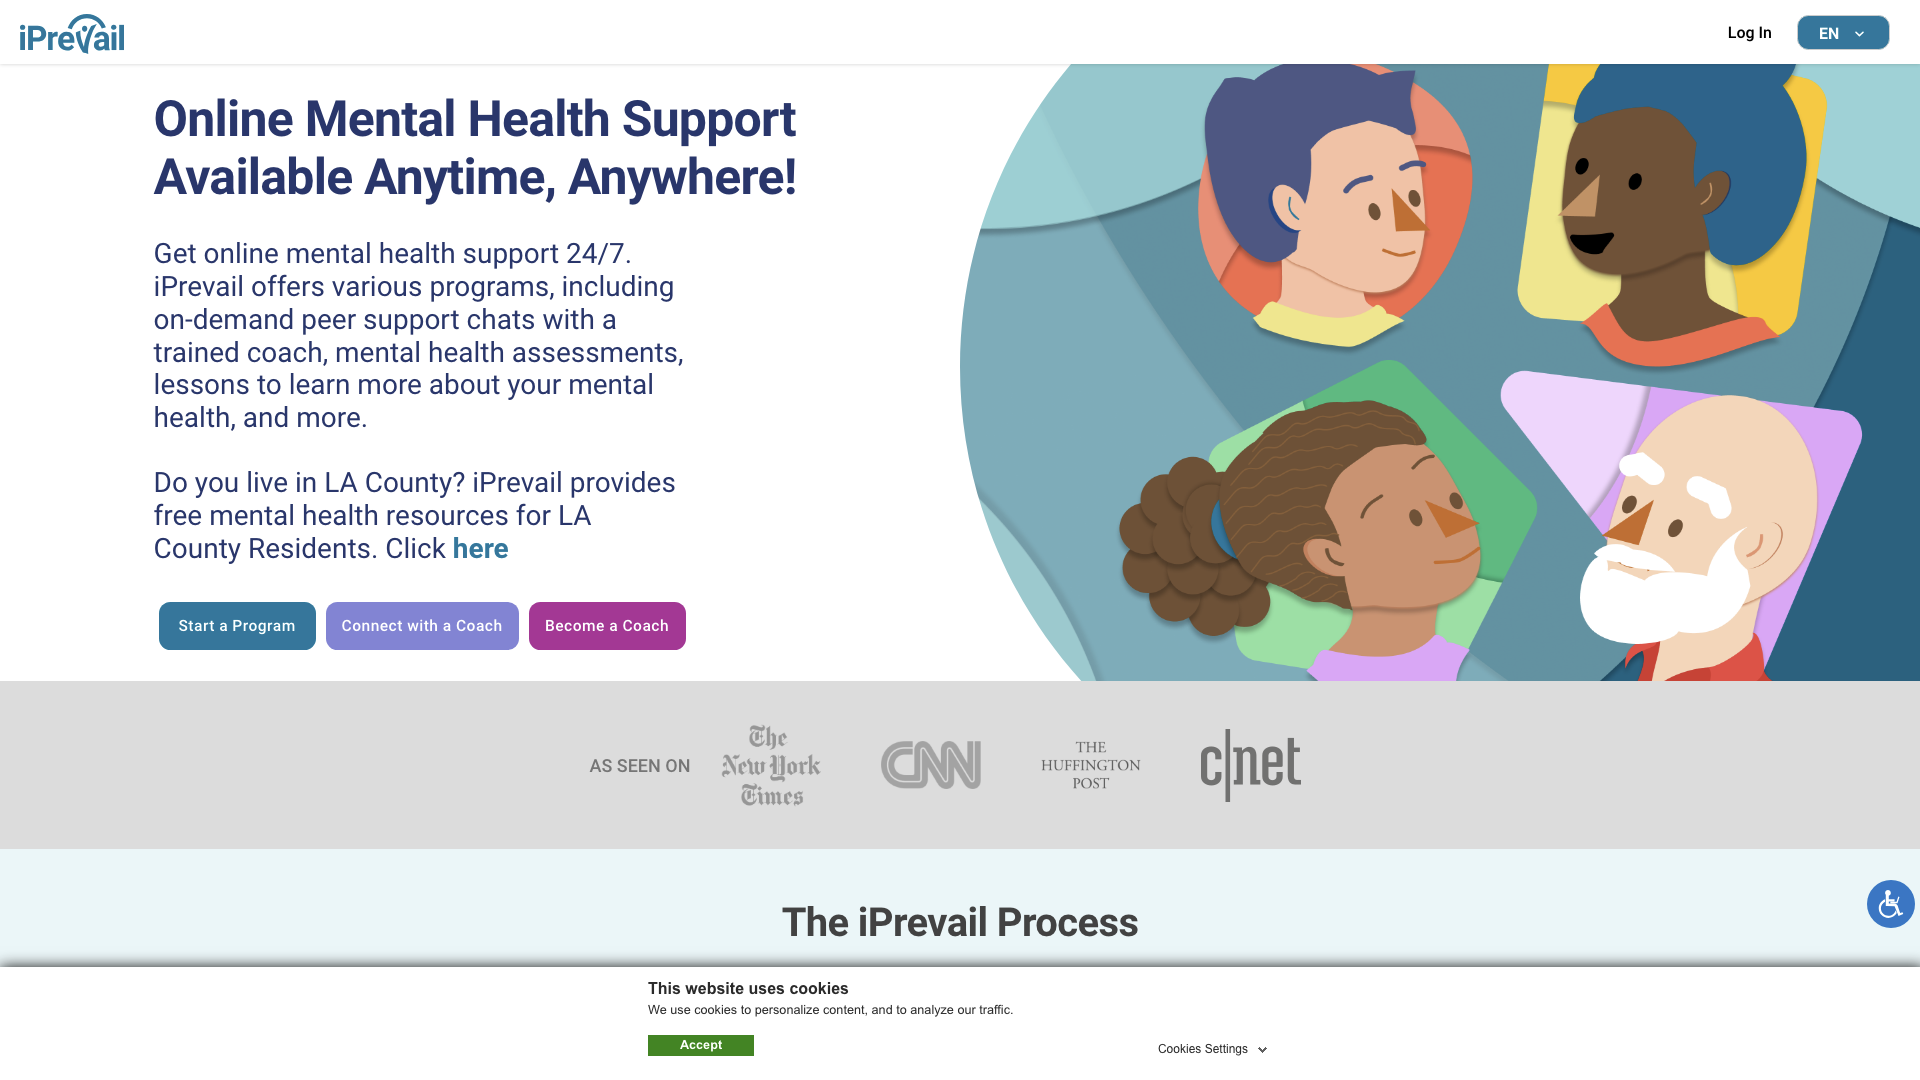 iPrevail
Log In
EN
Online Mental Health Support
Available Anytime, Anywhere!
Get online mental health support 24/7.
iPrevail offers various programs, including
on-demand peer support chats with a
trained coach, mental health assessments,
lessons to learn more about your mental
health, and more.
Do you live in LA County? iPrevail provides
free mental health resources for LA
County Residents. Click here
Start a Program
Connect with a Coach
Become a Coach
AS SEEN ON
The
New York
Times
CNN
THE
HUFFINGTON
POST
c|net
The iPrevail Process
This website uses cookies
We use cookies to personalize content, and to analyze our traffic.
Accept
Cookies Settings